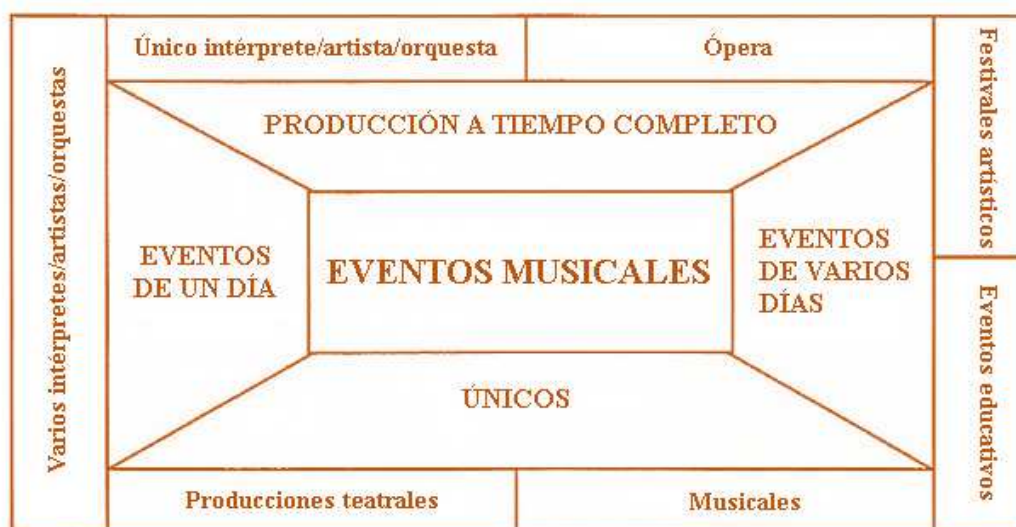 Único intérprete/artista/orquesta
Ópera
Festivales artísticos
Varios intérpretes/artistas/orquestas
PRODUCCIÓN A TIEMPO COMPLETO
EVENTOS
DE UN DÍA
EVENTOS MUSICALES
EVENTOS
DE VARIOS
DÍAS
ÚNICOS
Eventos educativos
Producciones teatrales
Musicales